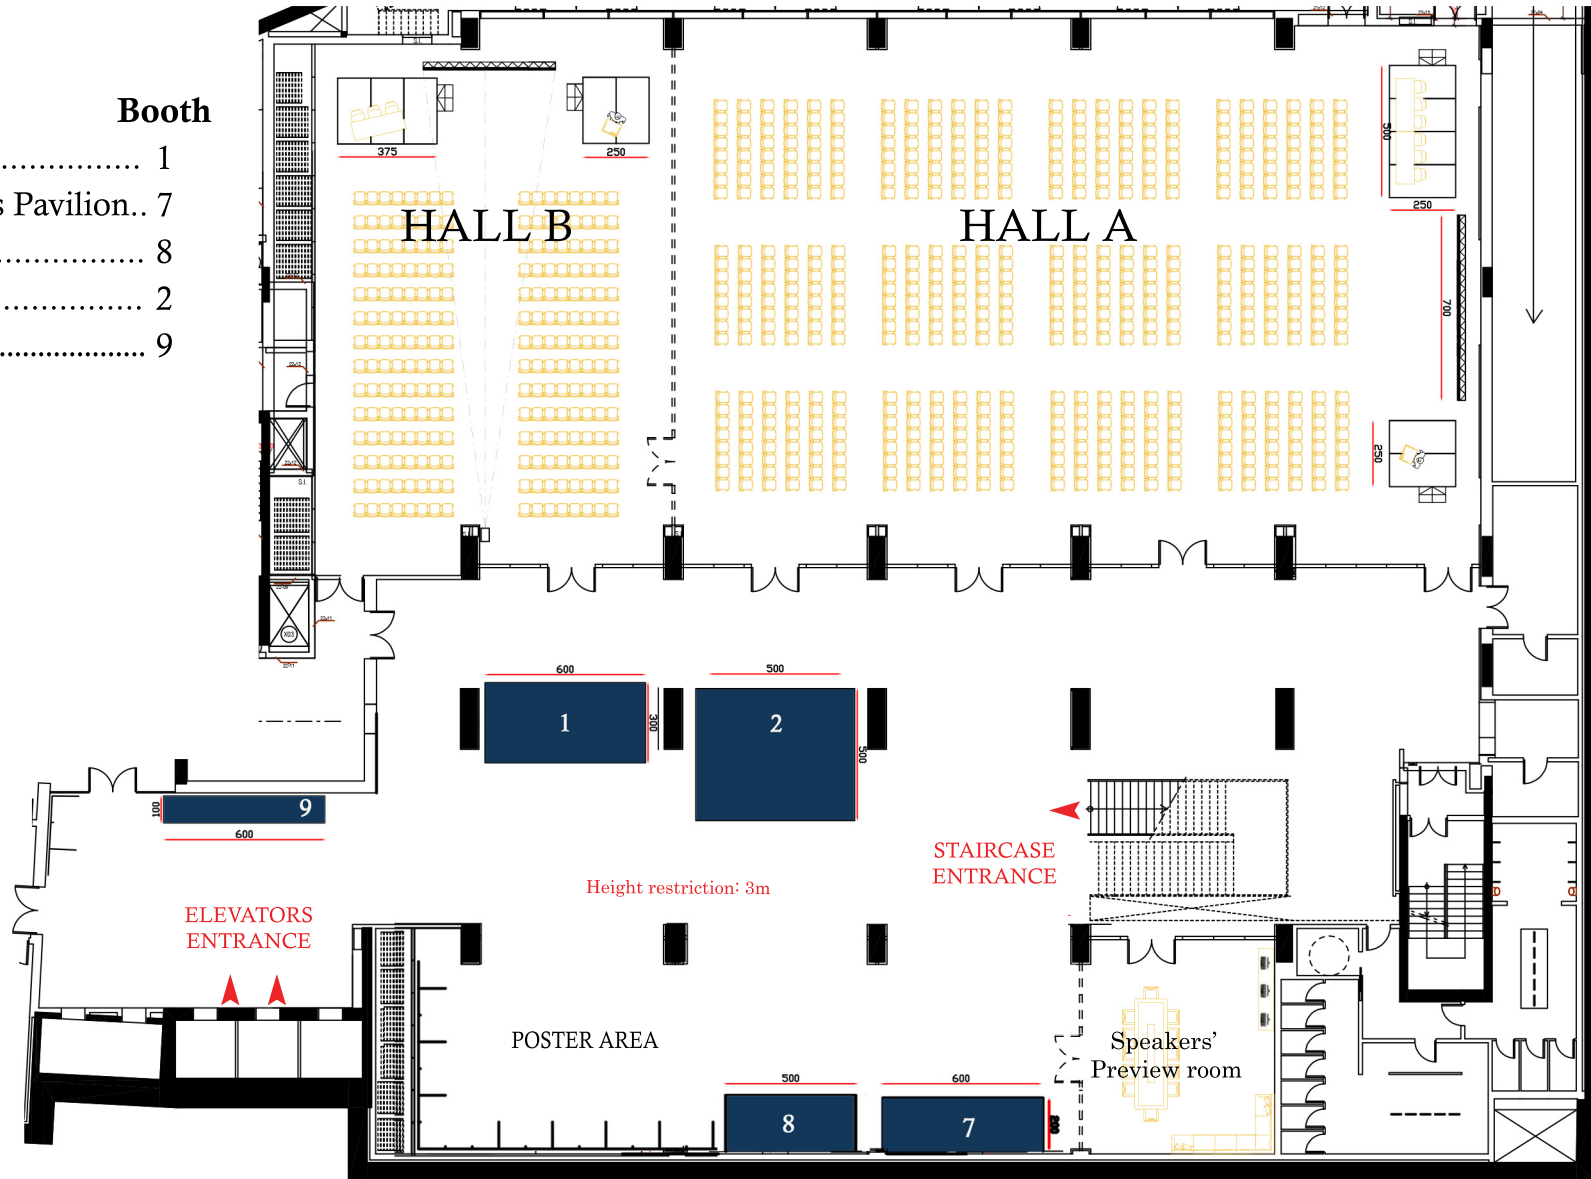 Booth
................ 1
s Pavilion.. 7
................ 8
................ 2
................ 9
HALL B
HALL A
375
250
500
250
700
250
S.I.
X03
600
300
500
500
1
2
9
100
600
STAIRCASE
ENTRANCE
Height restriction: 3m
ELEVATORS
ENTRANCE
POSTER AREA
Speakers'
Preview room
500
600
8
7
200